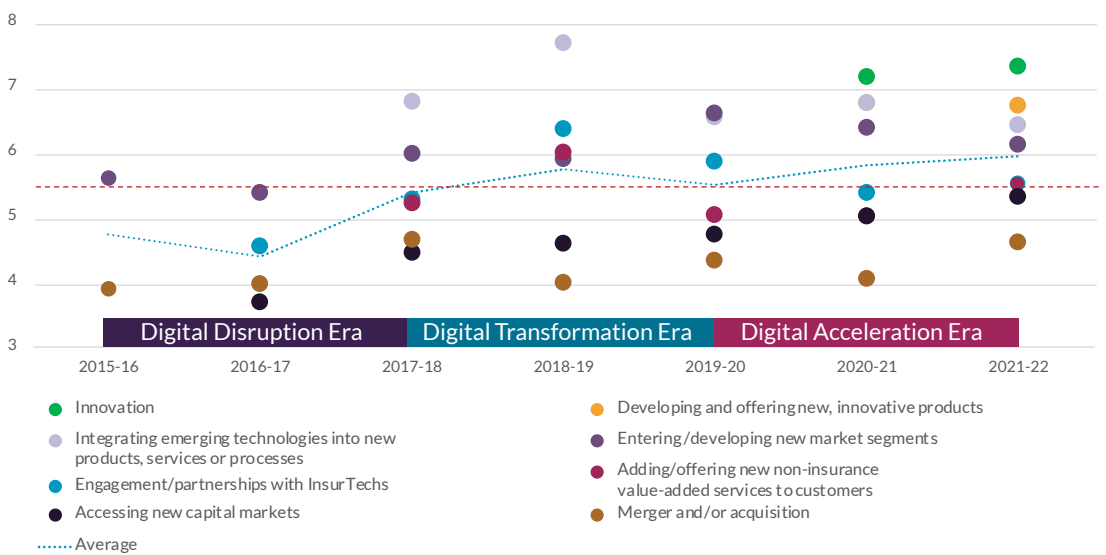 8
7
6
5
4
3
Digital Disruption Era
Digital Transformation Era
Digital Acceleration Era
2015-16
2016-17
2017-18
2018-19
2019-20
2020-21
2021-22
Innovation
Integrating emerging technologies into new
products, services or processes
Engagement/partnerships with InsurTechs
Accessing new capital markets
Average
Developing and offering new, innovative products
Entering/developing new market segments
Adding/offering new non-insurance
value-added services to customers
Merger and/or acquisition